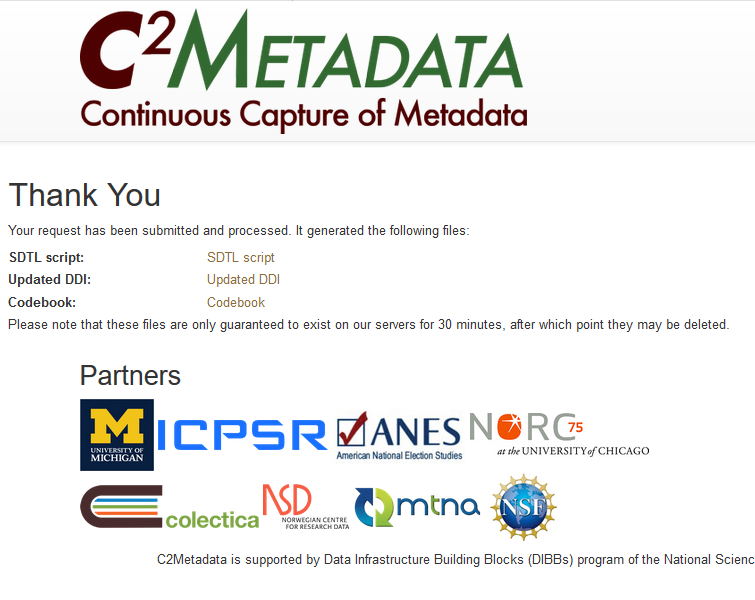 C2METADATA
Continuous Capture of Metadata
Thank You
Your request has been submitted and processed. It generated the following files:
SDTL script: SDTL script
Updated DDI: Updated DDI
Codebook: Codebook
Please note that these files are only guaranteed to exist on our servers for 30 minutes, after which point they may be deleted.
Partners
M
UNIVERSITY OF
MICHIGAN
ICPSR
ANES
American National Election Studies
NORC 75
at the UNIVERSITY of CHICAGO
colectica
NSD
NORWEGIAN CENTRE
FOR RESEARCH DATA
mtna
NSF
C2Metadata is supported by Data Infrastructure Building Blocks (DIBBs) program of the National Scienc